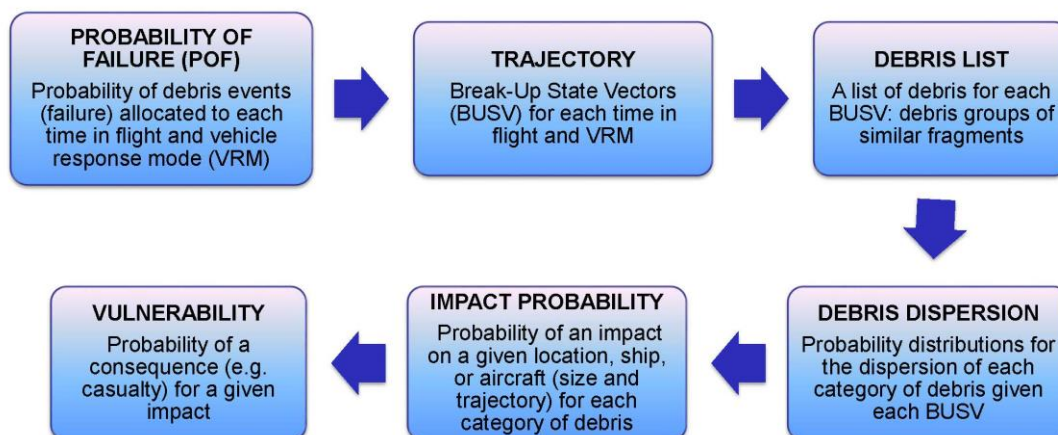 PROBABILITY OF
FAILURE (POF)
Probability of debris events
(failure) allocated to each
time in flight and vehicle
response mode (VRM)
TRAJECTORY
Break-Up State Vectors
(BUSV) for each time in
flight and VRM
DEBRIS LIST
A list of debris for each
BUSV: debris groups of
similar fragments
VULNERABILITY
Probability of a
consequence (e.g.
casualty) for a given
impact
IMPACT PROBABILITY
Probability of an impact
on a given location, ship,
or aircraft (size and
trajectory) for each
category of debris
DEBRIS DISPERSION
Probability distributions for
the dispersion of each
category of debris given
each BUSV